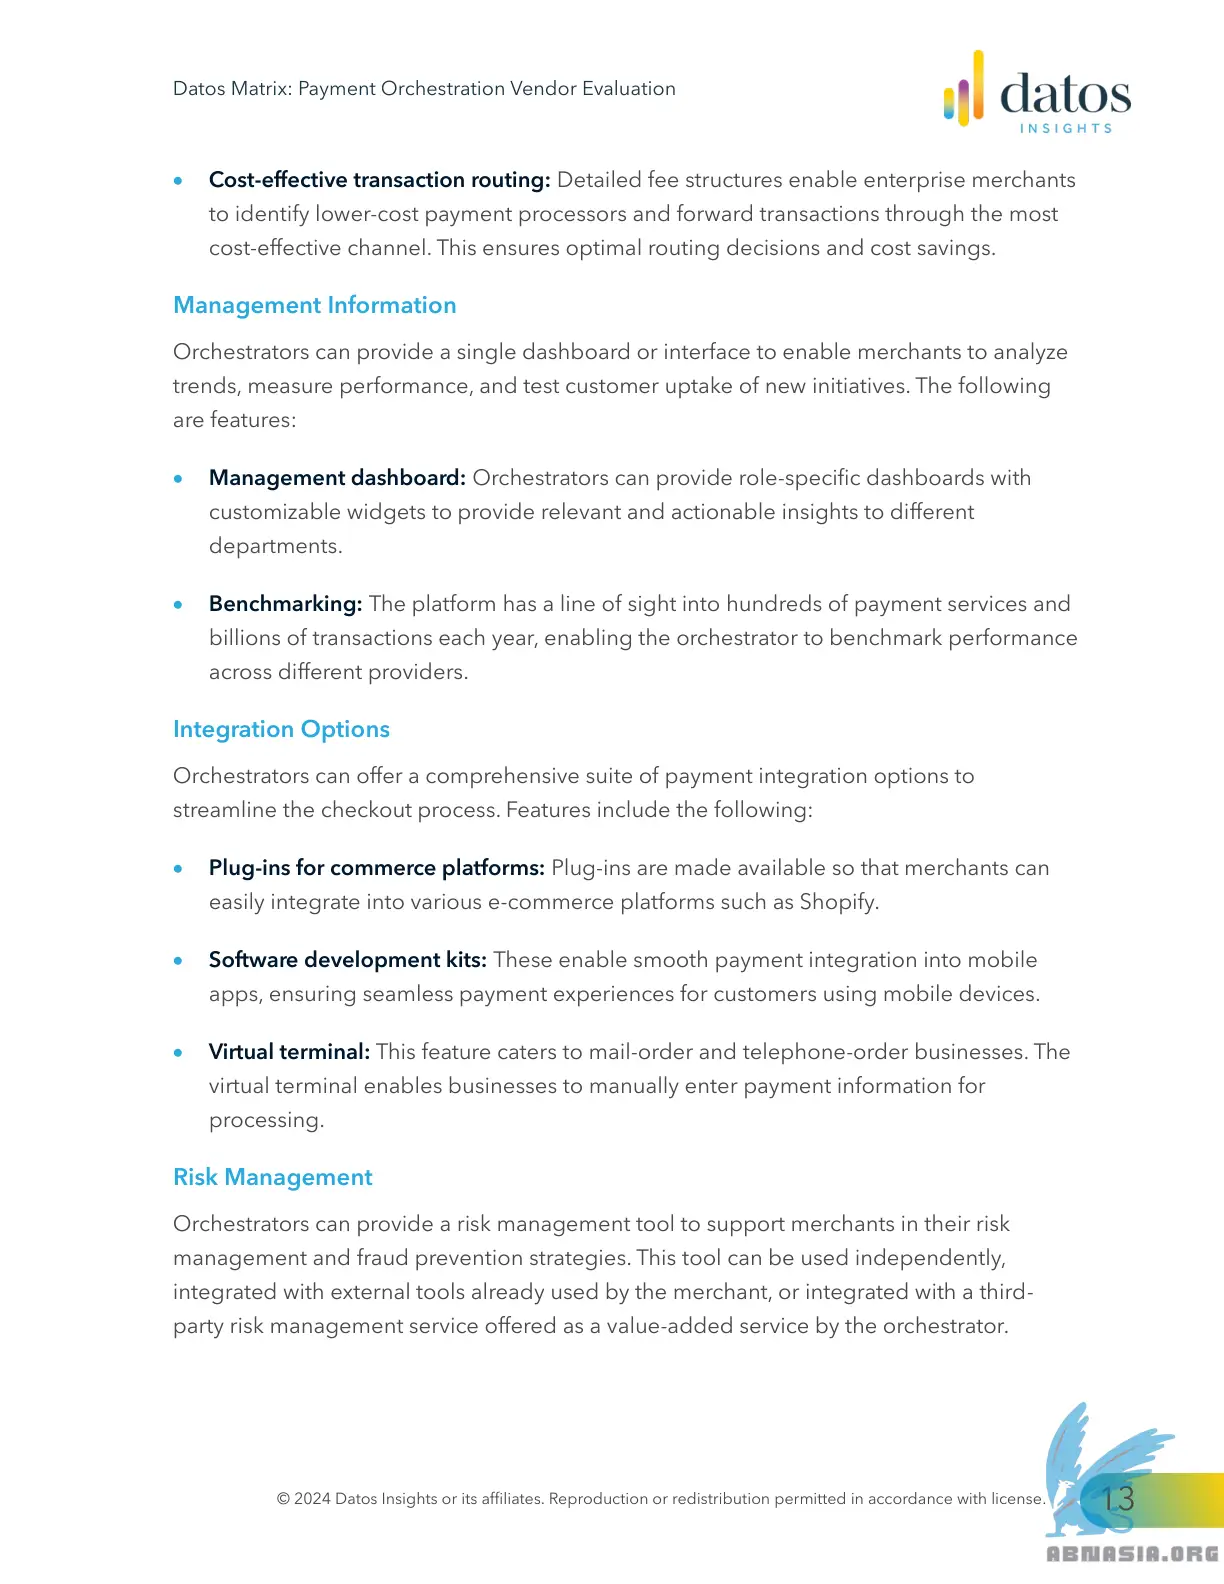 Datos Matrix: Payment Orchestration Vendor Evaluation
datos
INSIGHTS
• Cost-effective transaction routing: Detailed fee structures enable enterprise merchants
to identify lower-cost payment processors and forward transactions through the most
cost-effective channel. This ensures optimal routing decisions and cost savings.
Management Information
Orchestrators can provide a single dashboard or interface to enable merchants to analyze
trends, measure performance, and test customer uptake of new initiatives. The following
are features:
• Management dashboard: Orchestrators can provide role-specific dashboards with
customizable widgets to provide relevant and actionable insights to different
departments.
• Benchmarking: The platform has a line of sight into hundreds of payment services and
billions of transactions each year, enabling the orchestrator to benchmark performance
across different providers.
Integration Options
Orchestrators can offer a comprehensive suite of payment integration options to
streamline the checkout process. Features include the following:
• Plug-ins for commerce platforms: Plug-ins are made available so that merchants can
easily integrate into various e-commerce platforms such as Shopify.
• Software development kits: These enable smooth payment integration into mobile
apps, ensuring seamless payment experiences for customers using mobile devices.
• Virtual terminal: This feature caters to mail-order and telephone-order businesses. The
virtual terminal enables businesses to manually enter payment information for
processing.
Risk Management
Orchestrators can provide a risk management tool to support merchants in their risk
management and fraud prevention strategies. This tool can be used independently,
integrated with external tools already used by the merchant, or integrated with a third-
party risk management service offered as a value-added service by the orchestrator.
© 2024 Datos Insights or its affiliates. Reproduction or redistribution permitted in accordance with license.
13
ABNASIA.ORG